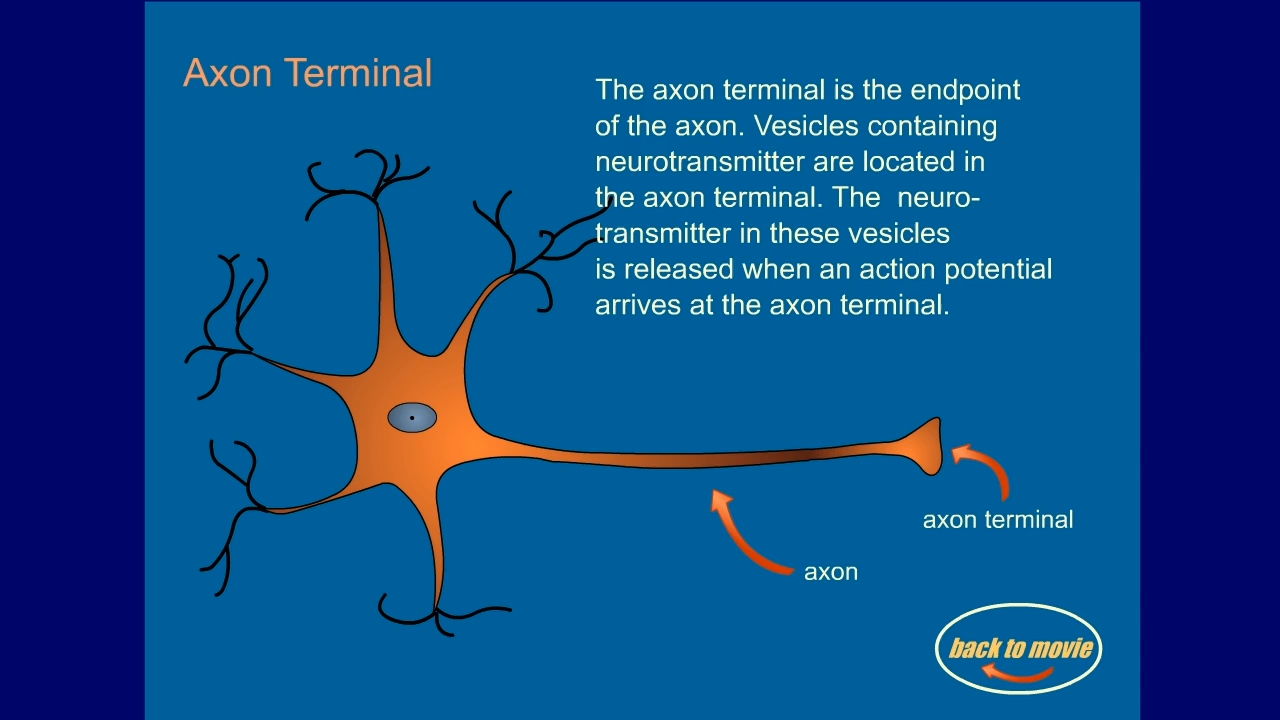 Axon Terminal
The axon terminal is the endpoint
of the axon. Vesicles containing
neurotransmitter are located in
the axon terminal. The  neuro-
transmitter in these vesicles
is released when an action potential
arrives at the axon terminal.
axon terminal
axon
back to movie